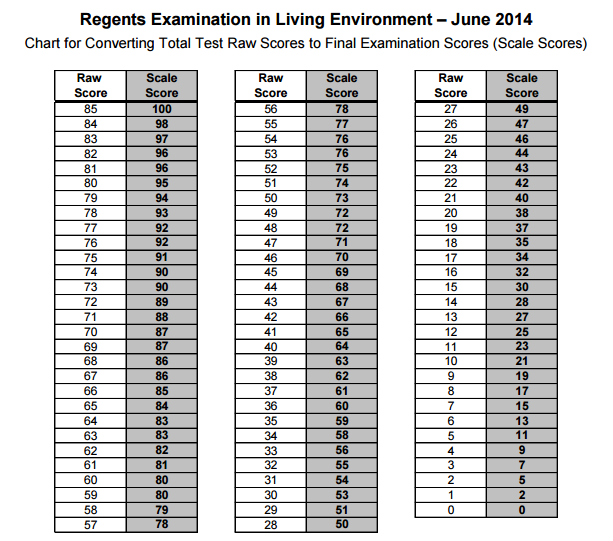 Regents Examination in Living Environment – June 2014
Chart for Converting Total Test Raw Scores to Final Examination Scores (Scale Scores)
Raw Score Scale Score Raw Score Scale Score Raw Score Scale Score
85 100 56 78 27 49
84 98 55 77 26 47
83 97 54 76 25 46
82 96 53 76 24 44
81 96 52 75 23 43
80 95 51 74 22 42
79 94 50 73 21 40
78 93 49 72 20 38
77 92 48 72 19 37
76 92 47 71 18 35
75 91 46 70 17 34
74 90 45 69 16 32
73 90 44 68 15 30
72 89 43 67 14 28
71 88 42 66 13 27
70 87 41 65 12 25
69 87 40 64 11 23
68 86 39 63 10 21
67 86 38 62 9 19
66 85 37 61 8 17
65 84 36 60 7 15
64 83 35 59 6 13
63 83 34 58 5 11
62 82 33 56 4 9
61 81 32 55 3 7
60 80 31 54 2 5
59 80 30 53 1 2
58 79 29 51 0 0
57 78 28 50